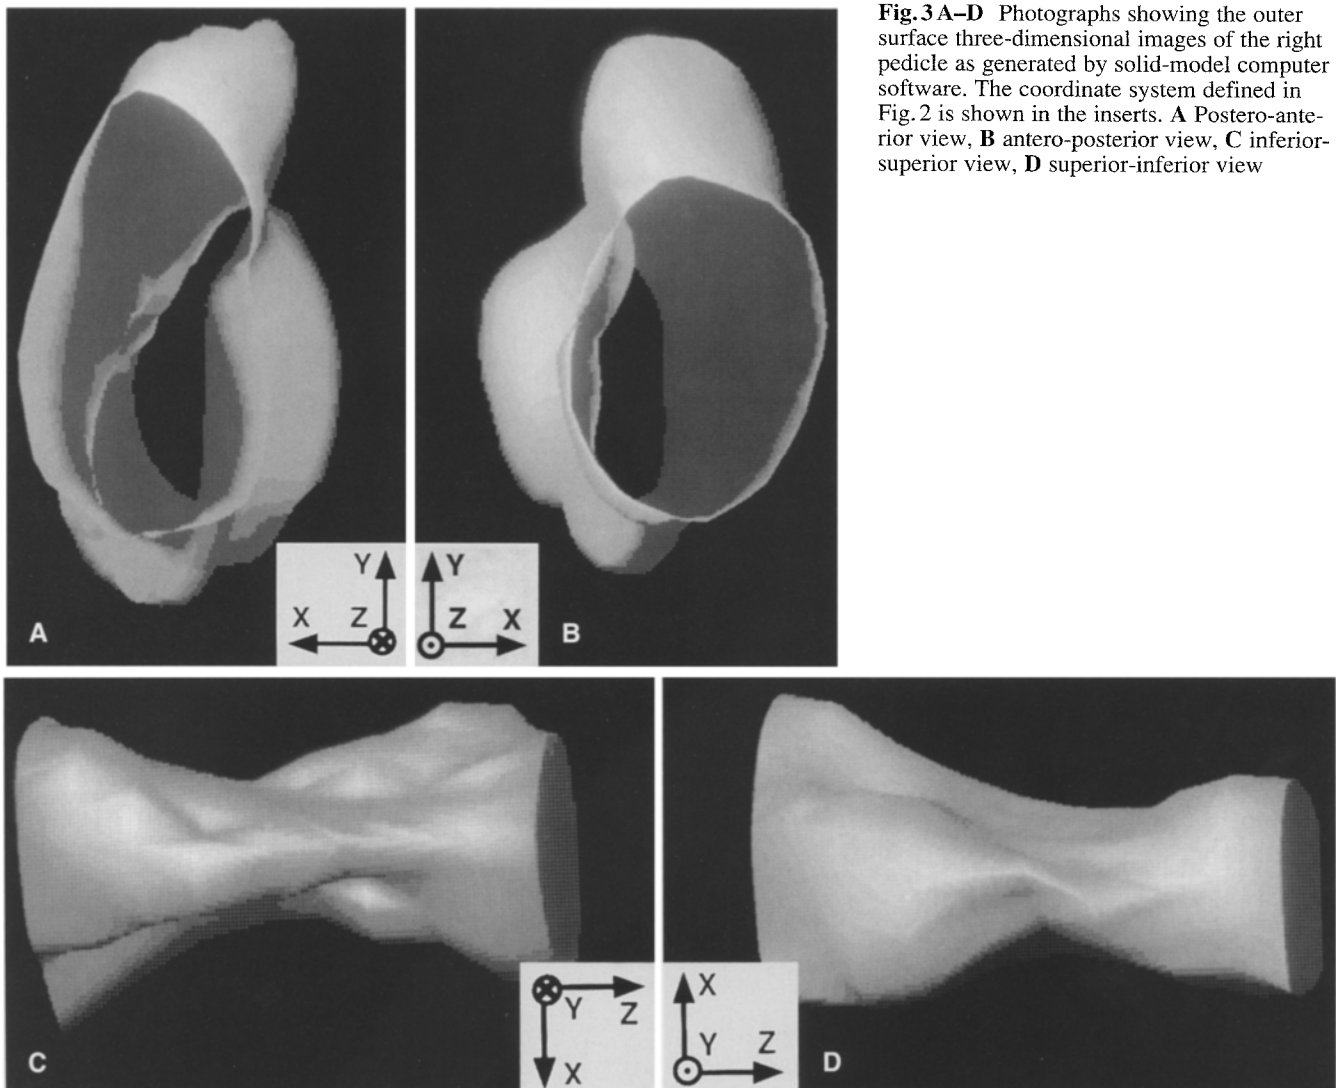 Fig. 3 A–D Photographs showing the outer
surface three-dimensional images of the right
pedicle as generated by solid-model computer
software. The coordinate system defined in
Fig. 2 is shown in the inserts. A Postero-ante-
rior view, B antero-posterior view, C inferior-
superior view, D superior-inferior view
Y
X Z
A
Y
Z X
B
Y Z
X
C
X
Y Z
D